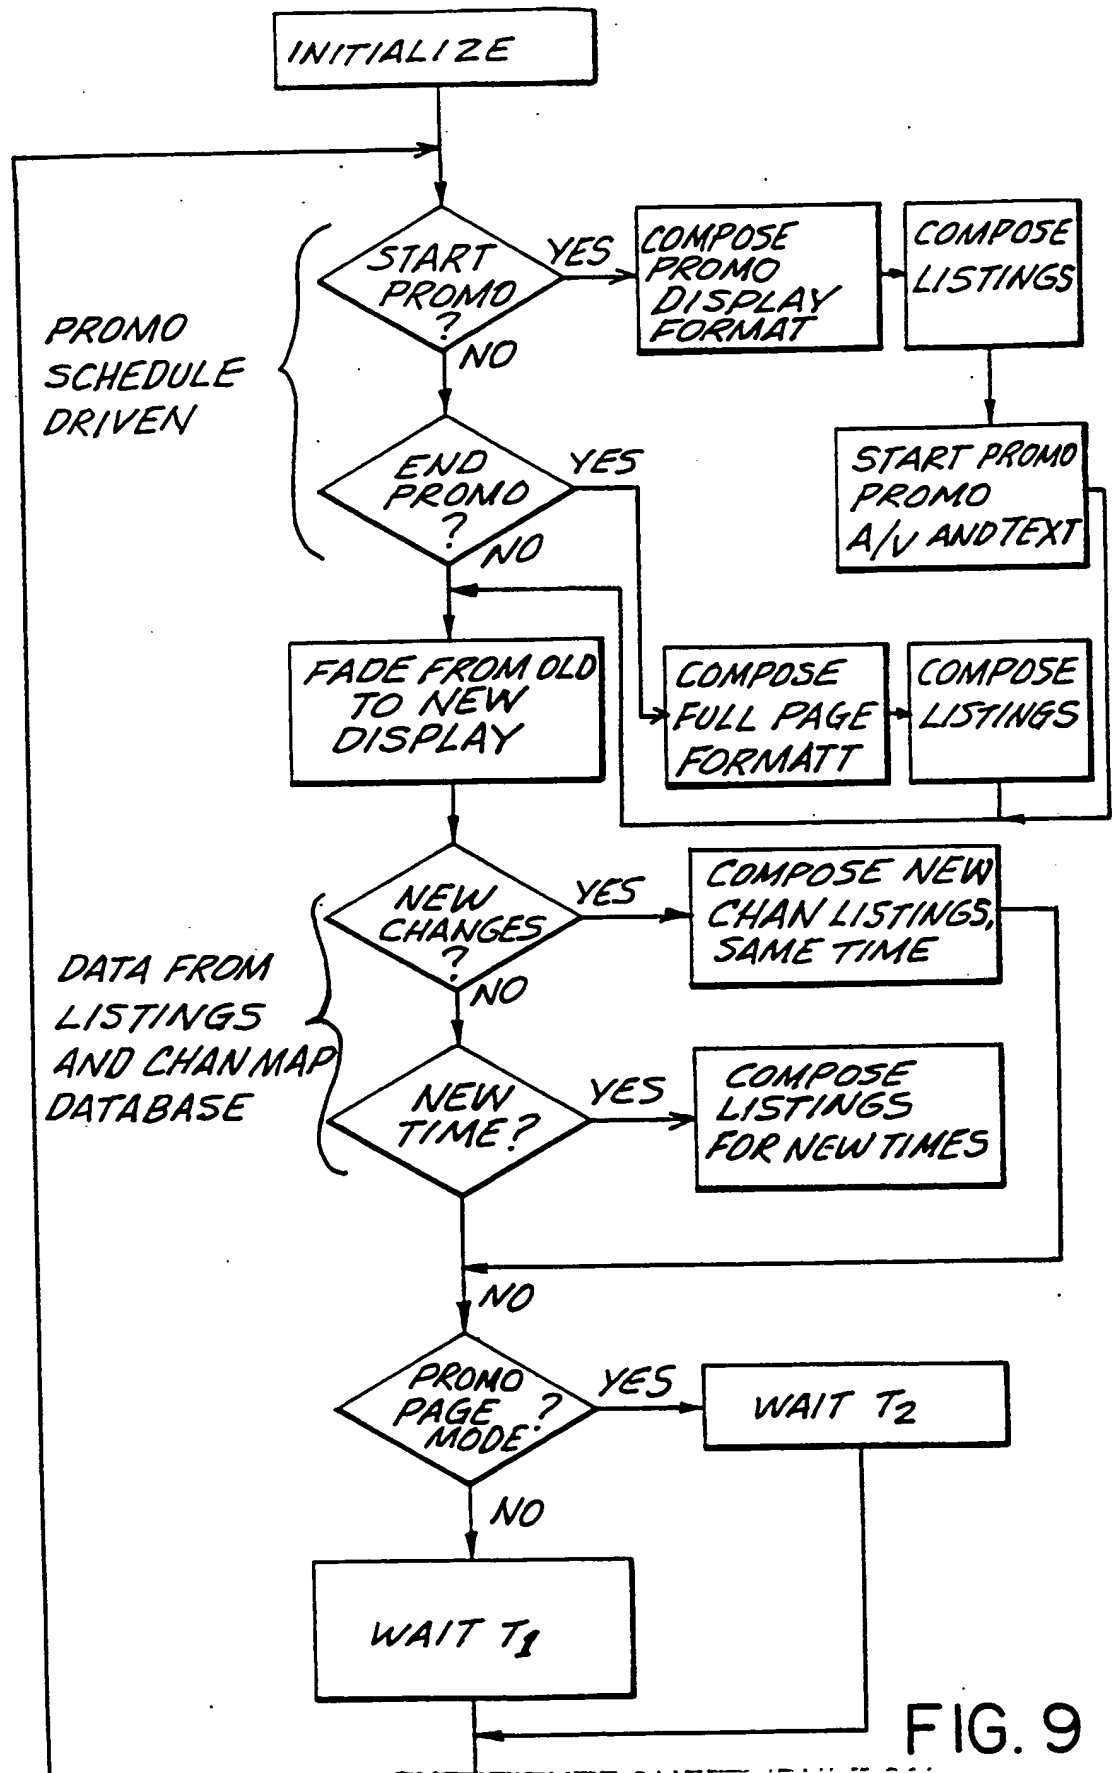 INITIALIZE
START
PROMO
?
YES
NO
COMPOSE
PROMO
DISPLAY
FORMAT
COMPOSE
LISTINGS
PROMO
SCHEDULE
DRIVEN
END
PROMO
?
YES
NO
START PROMO
PROMO
A/V AND TEXT
FADE FROM OLD
TO NEW
DISPLAY
COMPOSE
FULL PAGE
FORMATT
COMPOSE
LISTINGS
NEW
CHANGES
?
YES
NO
COMPOSE NEW
CHAN LISTINGS,
SAME TIME
DATA FROM
LISTINGS
AND CHAN MAP
DATABASE
NEW
TIME?
YES
COMPOSE
LISTINGS
FOR NEW TIMES
NO
PROMO
PAGE ?
MODE
YES
NO
WAIT T2
WAIT T1
FIG. 9